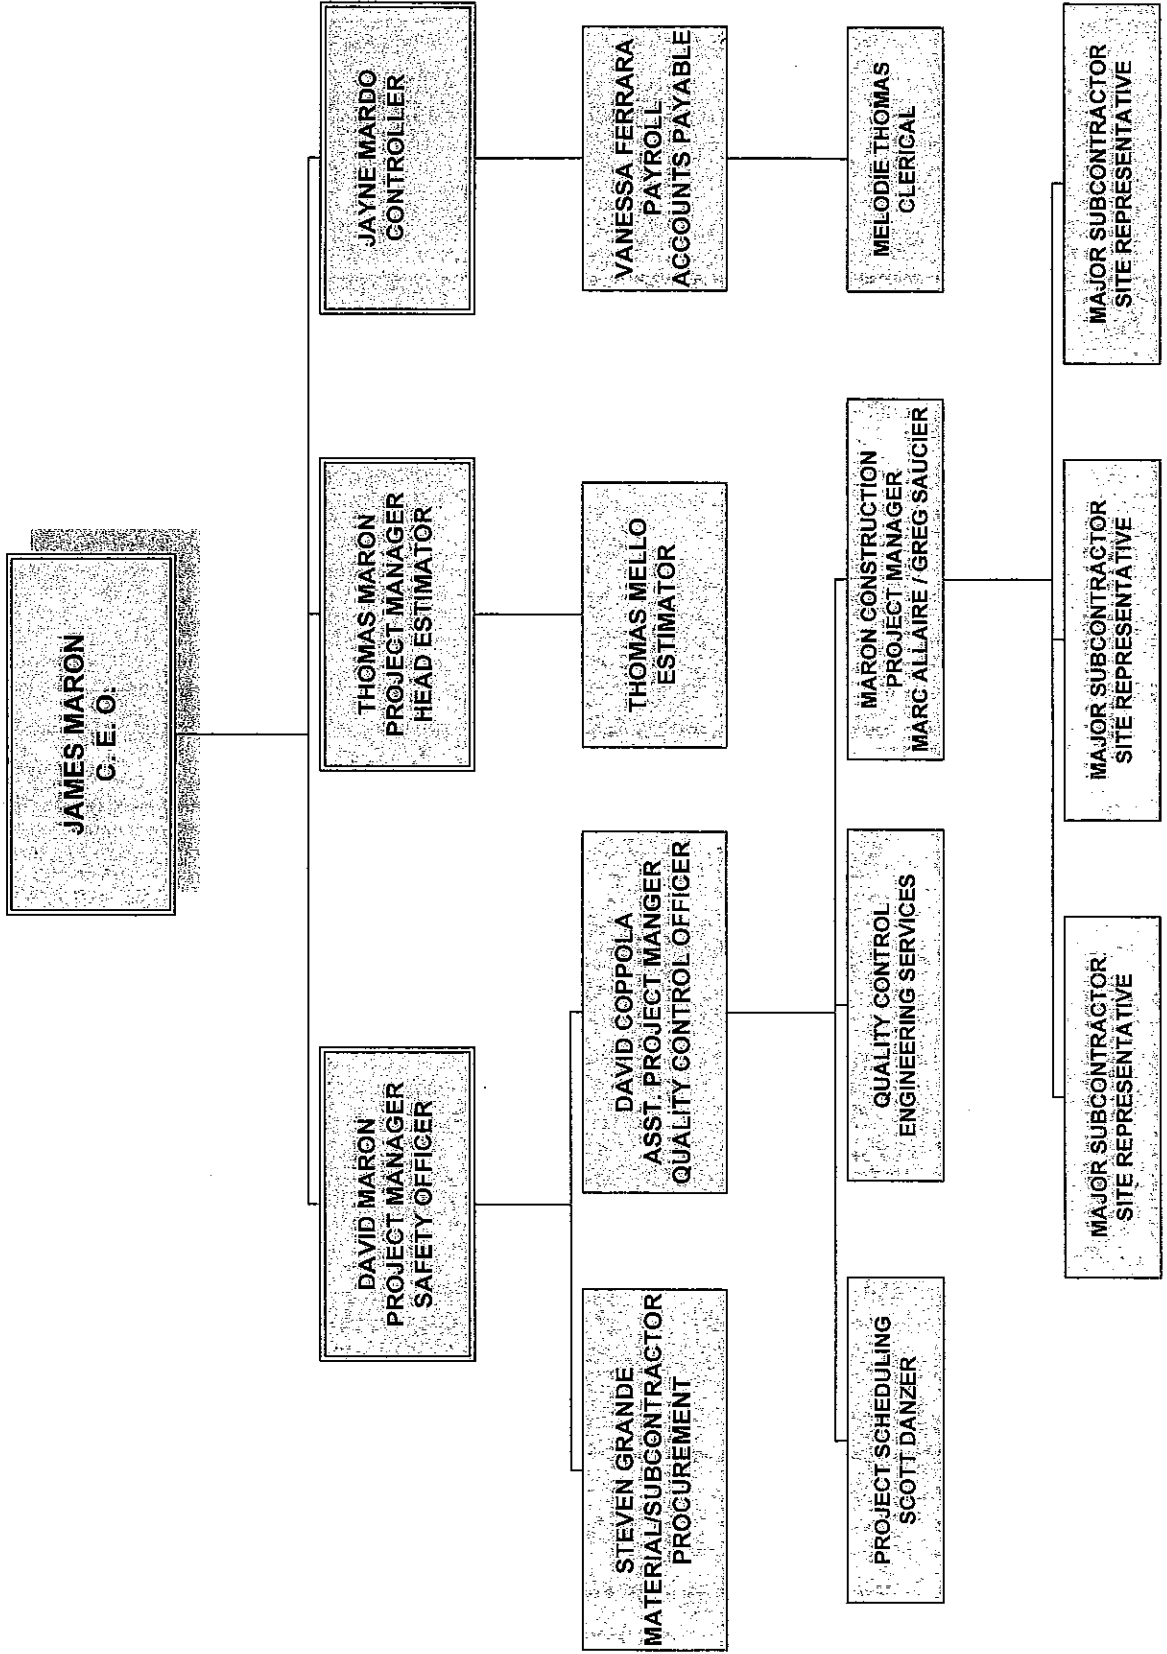 JAMES MARON
C. E. O.
DAVID MARON
PROJECT MANAGER
SAFETY OFFICER
THOMAS MARON
PROJECT MANAGER
HEAD ESTIMATOR
JAYNE MARDO
CONTROLLER
STEVEN GRANDE
MATERIAL/SUBCONTRACTOR
PROCUREMENT
DAVID COPPOLA
ASST. PROJECT MANGER
QUALITY CONTROL OFFICER
THOMAS MELLO
ESTIMATOR
VANESSA FERRARA
PAYROLL
ACCOUNTS PAYABLE
PROJECT SCHEDULING
SCOTT DANZER
QUALITY CONTROL
ENGINEERING SERVICES
MARON CONSTRUCTION
PROJECT MANAGER
MARC ALLAIRE / GREG SAUCIER
MELODIE THOMAS
CLERICAL
MAJOR SUBCONTRACTOR
SITE REPRESENTATIVE
MAJOR SUBCONTRACTOR
SITE REPRESENTATIVE
MAJOR SUBCONTRACTOR
SITE REPRESENTATIVE